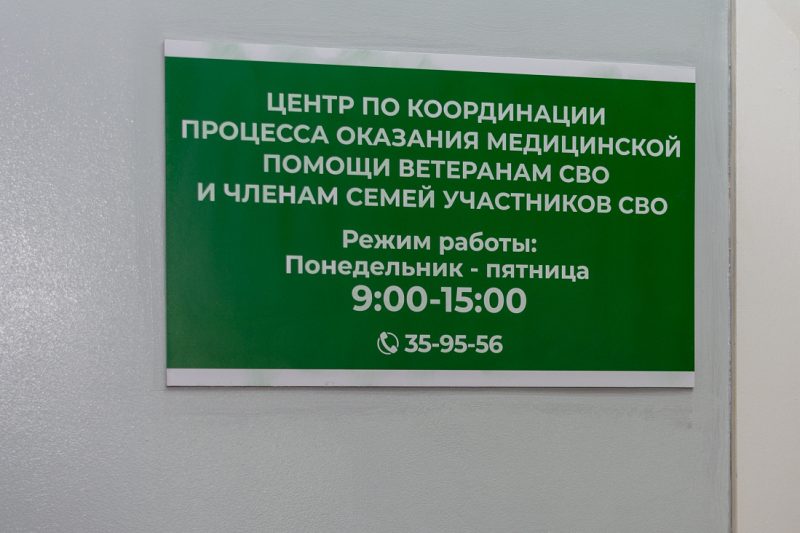 ЦЕНТР ПО КООРДИНАЦИИ
ПРОЦЕССА ОКАЗАНИЯ МЕДИЦИНСКОЙ
ПОМОЩИ ВЕТЕРАНАМ СВО
И ЧЛЕНАМ СЕМЕЙ УЧАСТНИКОВ СВО
Режим работы:
Понедельник - пятница
9:00-15:00
35-95-56